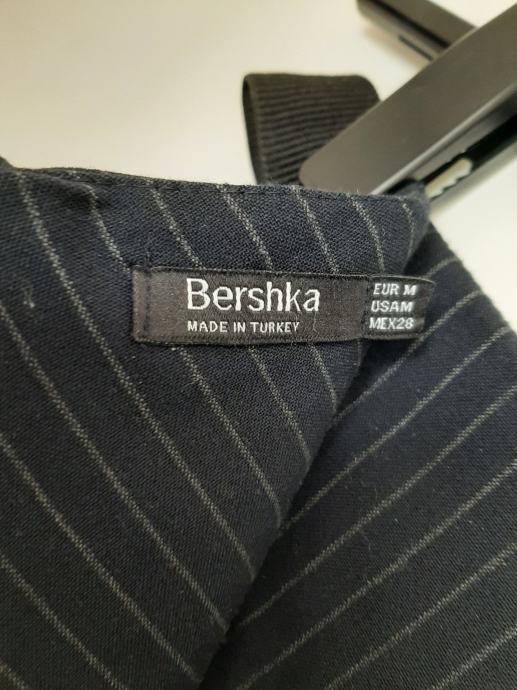 Bershka
MADE IN TURKEY
EUR M
USA M
MEX 28